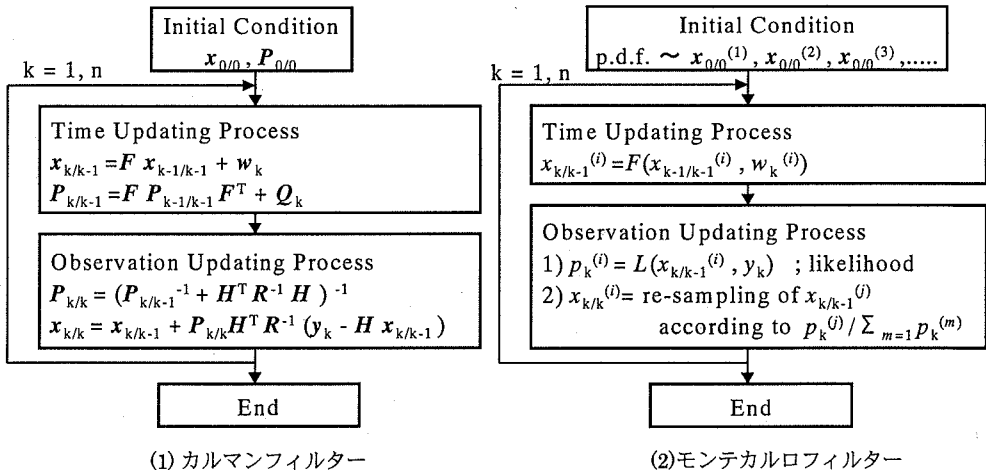 Initial Condition
x0/0 , P0/0
k = 1, n
Time Updating Process
xk/k-1 =F xk-1/k-1 + wk
Pk/k-1 =F Pk-1/k-1 F^T + Qk
Observation Updating Process
Pk/k = (Pk/k-1^-1 + H^T R^-1 H )^-1
xk/k = xk/k-1 + Pk/k H^T R^-1 (yk - H xk/k-1 )
End
(1) カルマンフィルター
Initial Condition
p.d.f. ~ x0/0^(1) , x0/0^(2) , x0/0^(3) ,.....
k = 1, n
Time Updating Process
xk/k-1^(i) =F(xk-1/k-1^(i) , wk^(i))
Observation Updating Process
1) pk^(i) = L(xk/k-1^(i) , yk) ; likelihood
2) xk/k^(i) = re-sampling of xk/k-1^(j)
according to pk^(j) / Σ m=1 pk^(m)
End
(2)モンテカルロフィルター